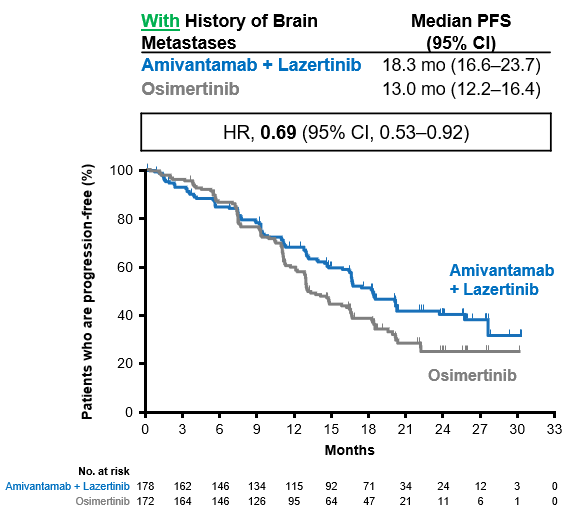 With History of Brain Metastases
Median PFS (95% CI)
Amivantamab + Lazertinib 18.3 mo (16.6–23.7)
Osimertinib 13.0 mo (12.2–16.4)
HR, 0.69 (95% CI, 0.53–0.92)
Patients who are progression-free (%)
100
80
60
40
20
0
Amivantamab
+ Lazertinib
Osimertinib
0 3 6 9 12 15 18 21 24 27 30 33
Months
No. at risk
Amivantamab + Lazertinib 178 162 146 134 115 92 71 34 24 12 3 0
Osimertinib 172 164 146 126 95 64 47 21 11 6 1 0